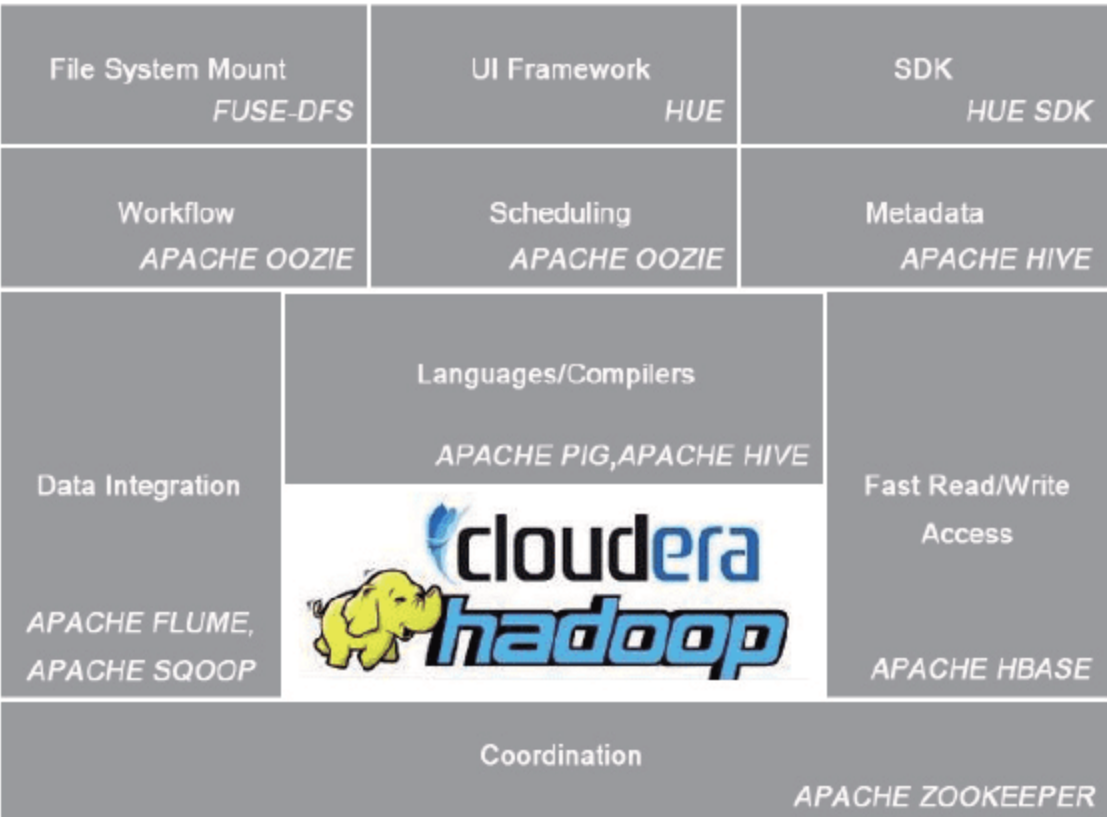 File System Mount
FUSE-DFS
UI Framework
HUE
SDK
HUE SDK
Workflow
APACHE OOZIE
Scheduling
APACHE OOZIE
Metadata
APACHE HIVE
Data Integration
APACHE FLUME,
APACHE SQOOP
Languages/Compilers
APACHE PIG,APACHE HIVE
cloudera
hadoop
Fast Read/Write
Access
APACHE HBASE
Coordination
APACHE ZOOKEEPER